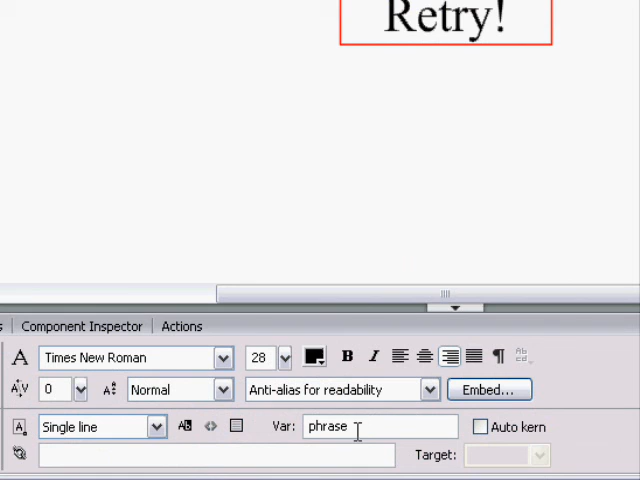 Retry!
s Component Inspector Actions
A Times New Roman 28 B I ¶
A/V 0 Normal Anti-alias for readability Embed...
A Single line AB <> Var: phrase Auto kern
Target: